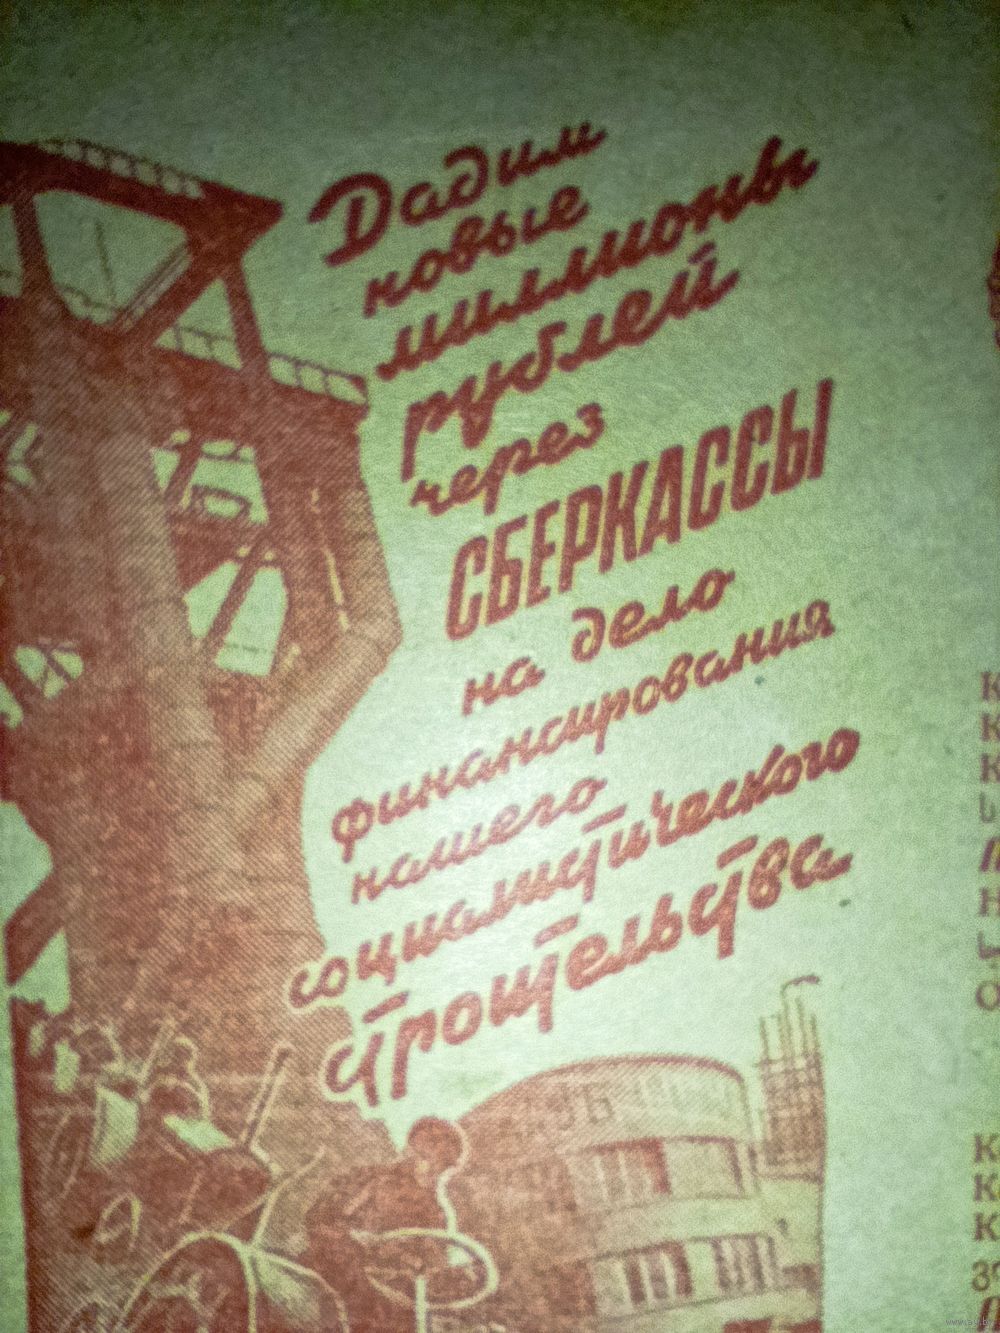 Дадим
новые
миллионы
рублей
через
СБЕРКАССЫ
на дело
финансирования
нашего
социалистического
строительства